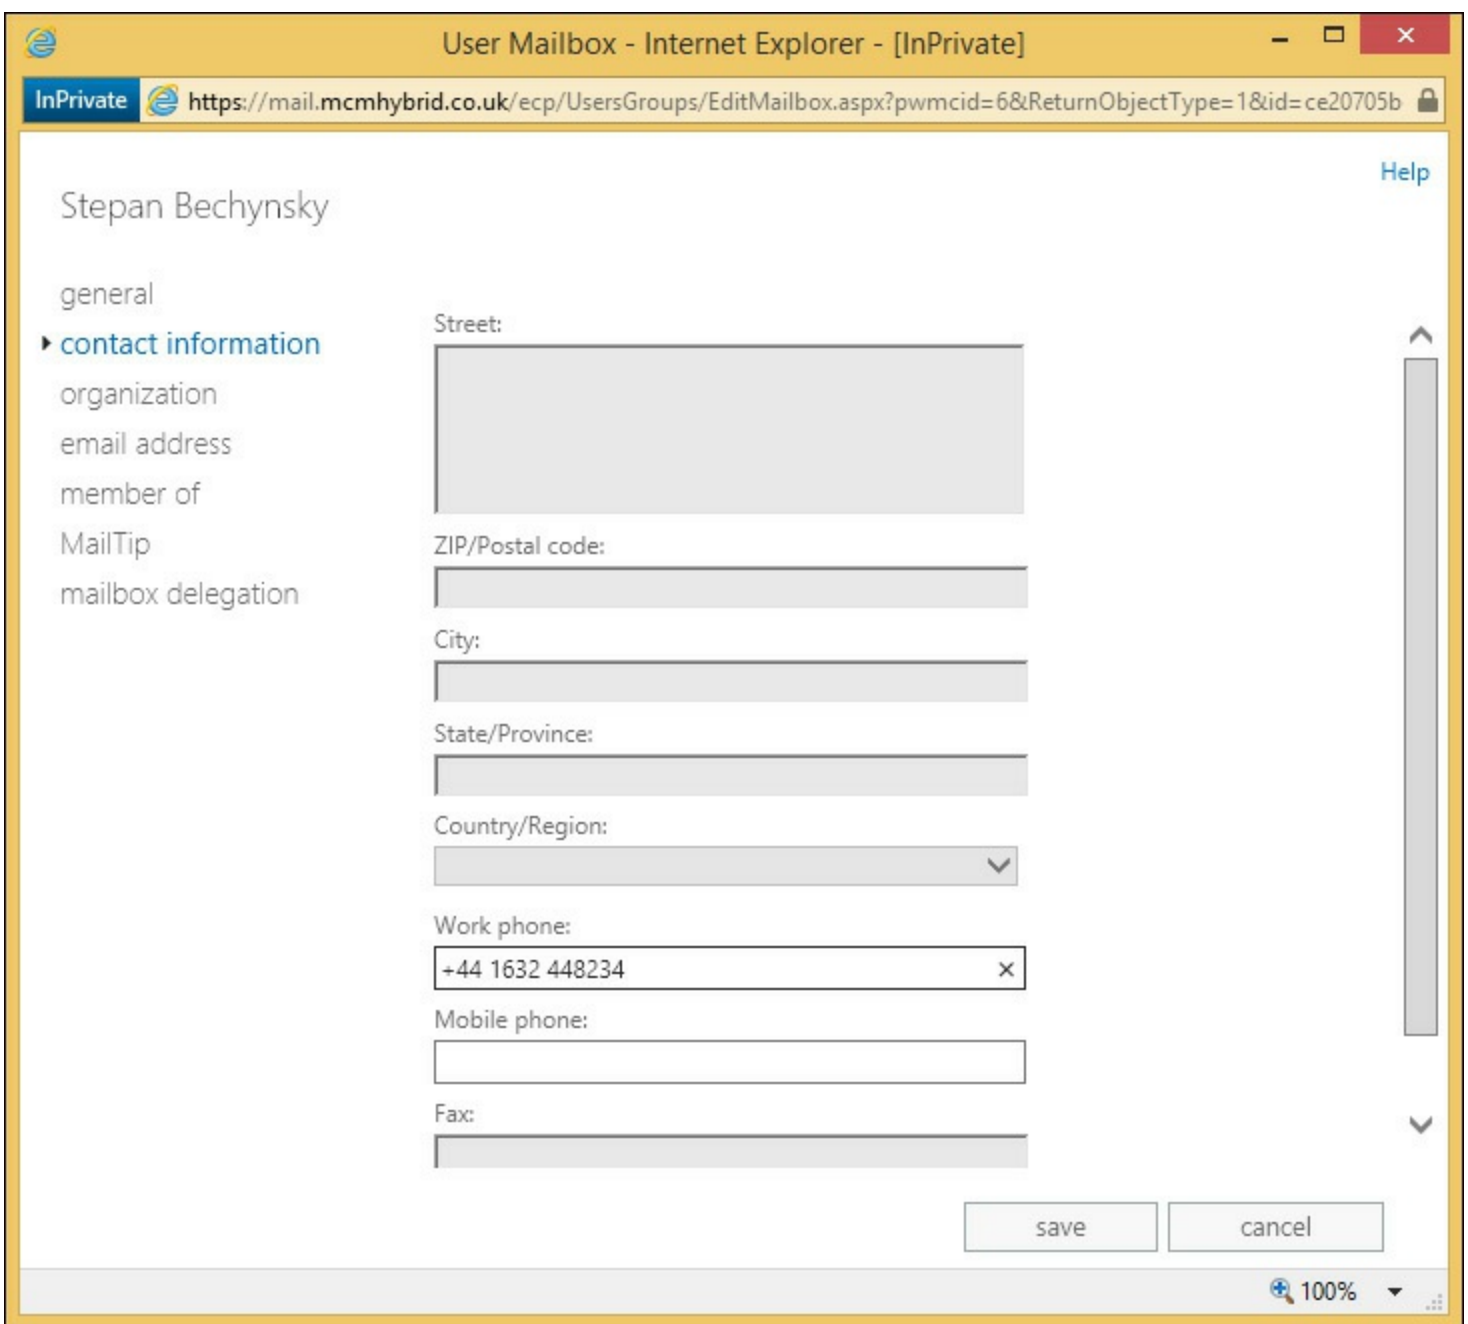 User Mailbox - Internet Explorer - [InPrivate]
InPrivate https://mail.mcmhybrid.co.uk/ecp/UsersGroups/EditMailbox.aspx?pwmcid=6&ReturnObjectType=1&id=ce20705b
Help
Stepan Bechynsky
general
contact information
organization
email address
member of
MailTip
mailbox delegation
Street:
ZIP/Postal code:
City:
State/Province:
Country/Region:
Work phone:
+44 1632 448234
Mobile phone:
Fax:
save cancel
100%